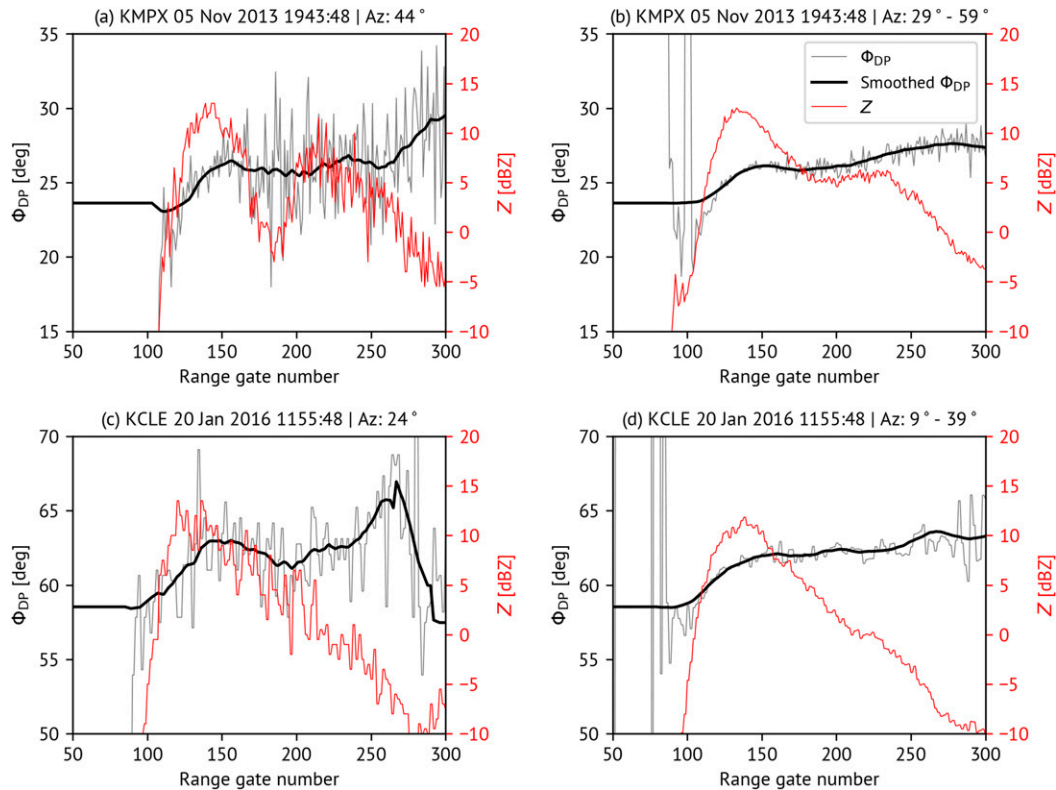 (a) KMPX 05 Nov 2013 1943:48 | Az: 44°
35
30
25
20
15
Φ_DP [deg]
20
15
10
5
0
−5
−10
Z [dBZ]
50 100 150 200 250 300
Range gate number
(b) KMPX 05 Nov 2013 1943:48 | Az: 29° - 59°
35
30
25
20
15
Φ_DP [deg]
Φ_DP
Smoothed Φ_DP
Z
20
15
10
5
0
−5
−10
Z [dBZ]
50 100 150 200 250 300
Range gate number
(c) KCLE 20 Jan 2016 1155:48 | Az: 24°
70
65
60
55
50
Φ_DP [deg]
20
15
10
5
0
−5
−10
Z [dBZ]
50 100 150 200 250 300
Range gate number
(d) KCLE 20 Jan 2016 1155:48 | Az: 9° - 39°
70
65
60
55
50
Φ_DP [deg]
20
15
10
5
0
−5
−10
Z [dBZ]
50 100 150 200 250 300
Range gate number